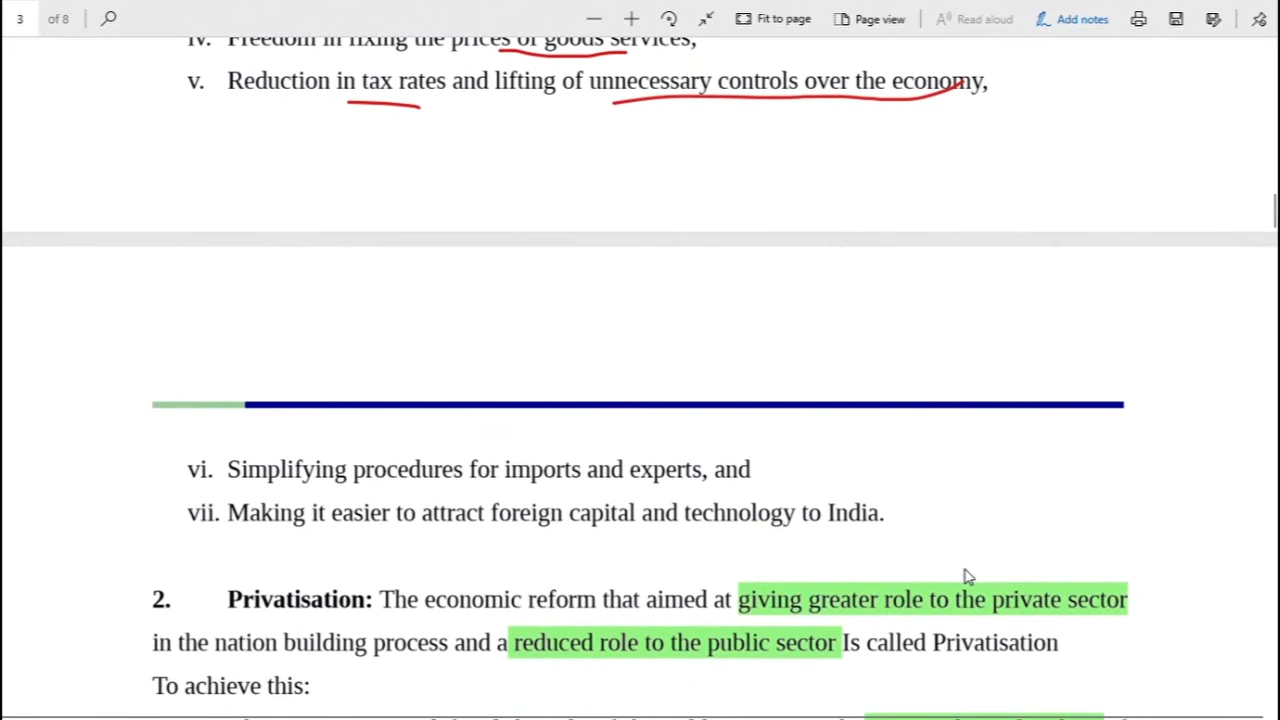 3 of 8 Fit to page Page view Read aloud Add notes
iv. Freedom in fixing the prices of goods services,
v. Reduction in tax rates and lifting of unnecessary controls over the economy,
vi. Simplifying procedures for imports and experts, and
vii. Making it easier to attract foreign capital and technology to India.
2. Privatisation: The economic reform that aimed at giving greater role to the private sector
in the nation building process and a reduced role to the public sector Is called Privatisation
To achieve this: